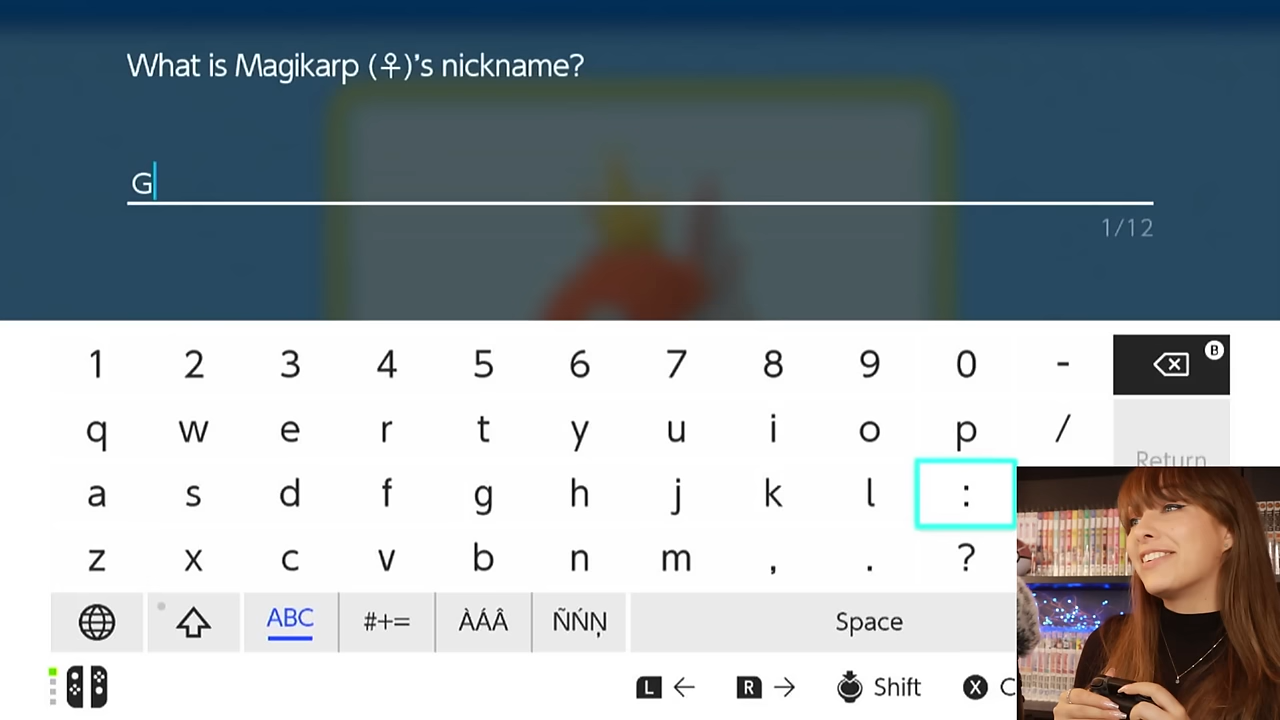 What is Magikarp (♀)'s nickname?
G
1/12
1 2 3 4 5 6 7 8 9 0 -
B
q w e r t y u i o p /
Return
a s d f g h j k l :
z x c v b n m , . ?
ABC #+= ÀÁÂ ÑŃŅ Space
L ← R → Shift X C